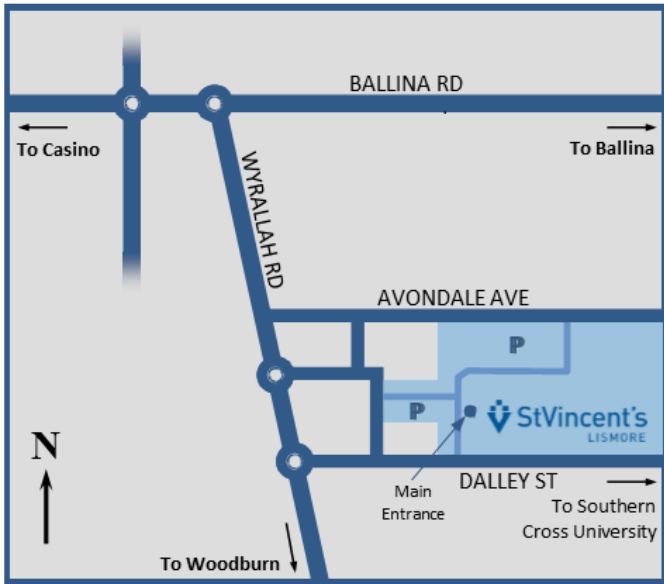 BALLINA RD
To Casino
To Ballina
WYRALLAH RD
AVONDALE AVE
P
P
StVincent's
LISMORE
N
Main
Entrance
DALLEY ST
To Southern
Cross University
To Woodburn